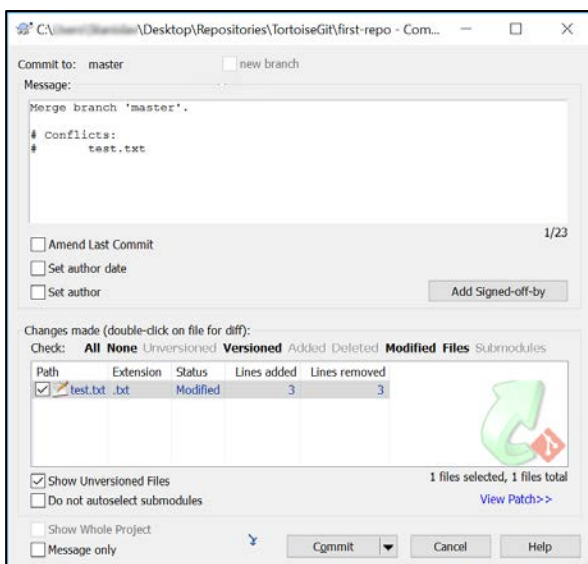 C:\ \Desktop\Repositories\TortoiseGit\first-repo - Com...
Commit to: master new branch
Message:
Merge branch 'master'.
# Conflicts:
# test.txt
1/23
Amend Last Commit
Set author date
Set author
Add Signed-off-by
Changes made (double-click on file for diff):
Check: All None Unversioned Versioned Added Deleted Modified Files Submodules
Path Extension Status Lines added Lines removed
test.txt .txt Modified 3 3
Show Unversioned Files
1 files selected, 1 files total
Do not autoselect submodules
View Patch>>
Show Whole Project
Message only
Commit Cancel Help